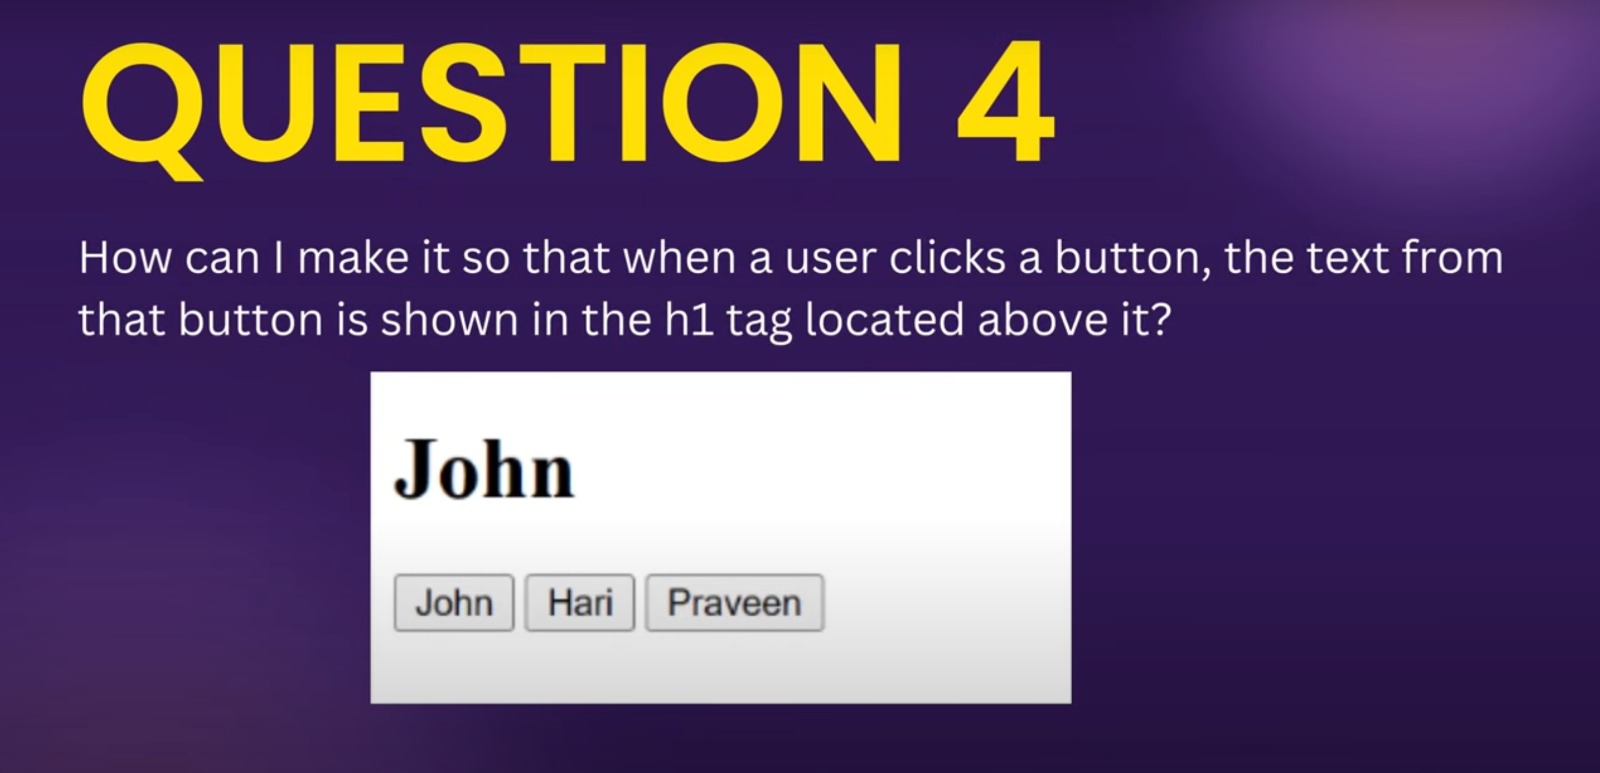 QUESTION 4
How can I make it so that when a user clicks a button, the text from
that button is shown in the h1 tag located above it?
John
John Hari Praveen